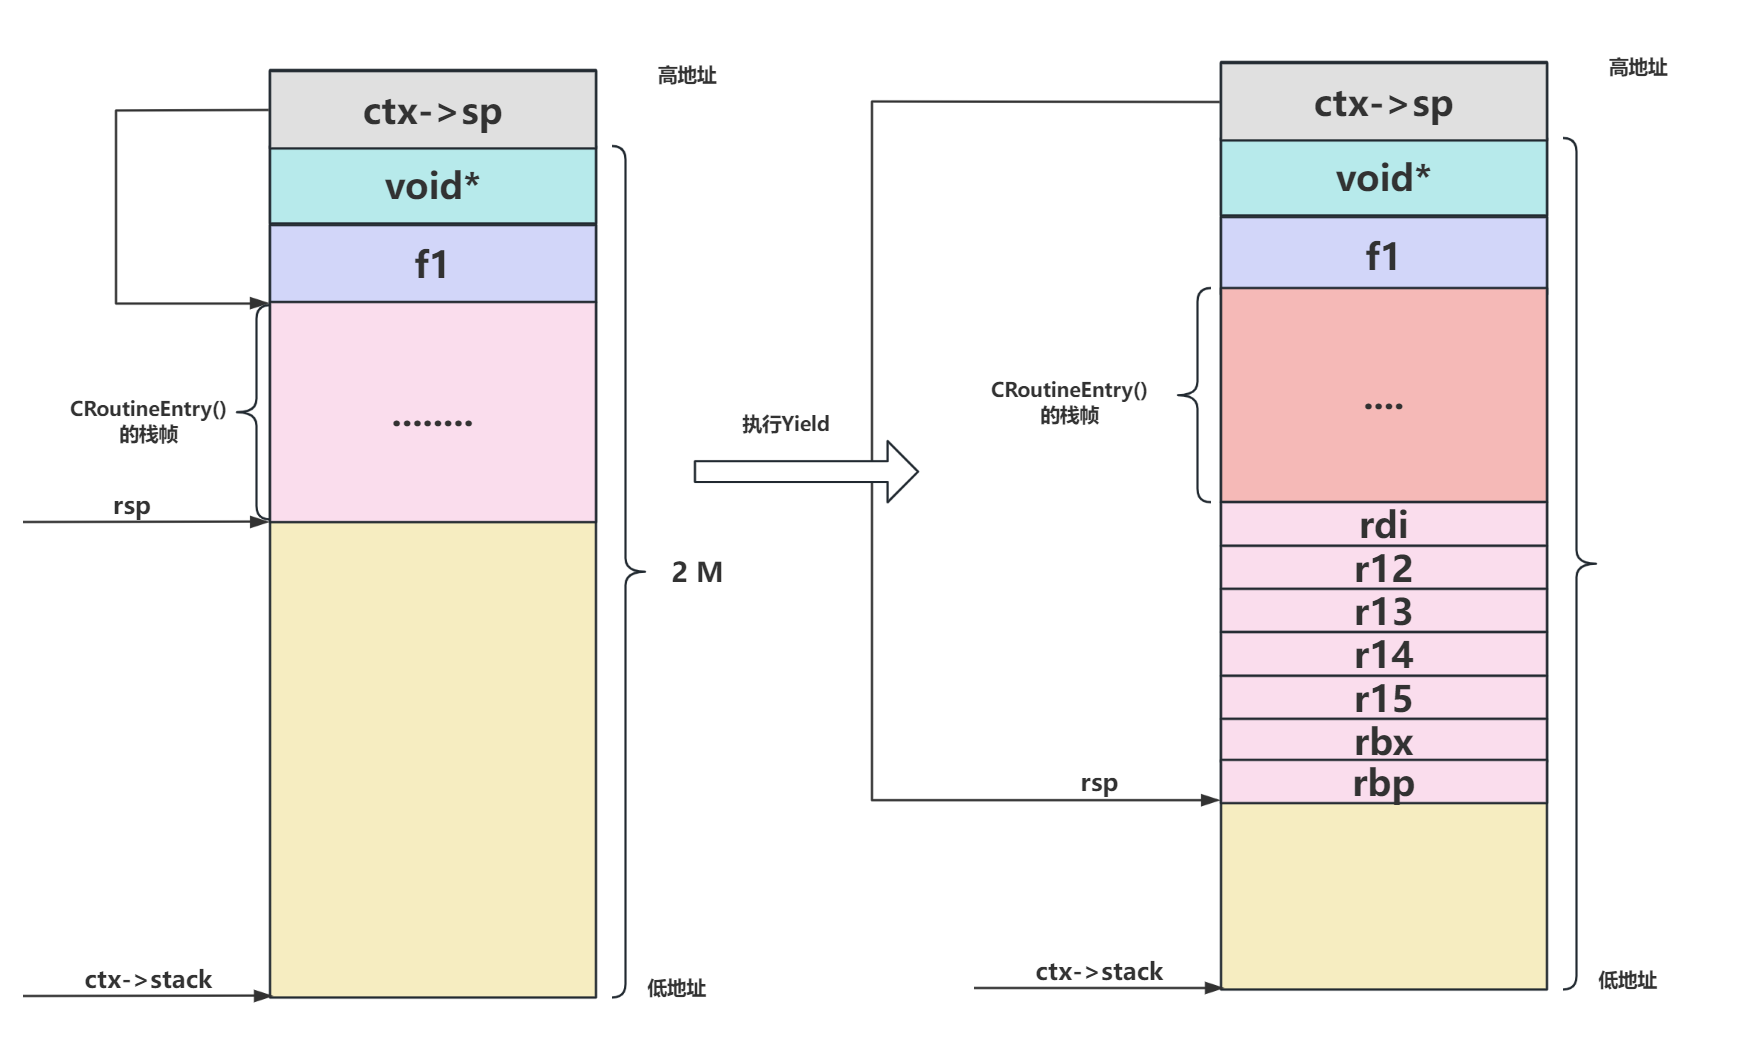 高地址
ctx->sp
void*
f1
CRoutineEntry()
的栈帧
........
rsp
2 M
ctx->stack
低地址
执行Yield
高地址
ctx->sp
void*
f1
CRoutineEntry()
的栈帧
....
rdi
r12
r13
r14
r15
rbx
rbp
rsp
ctx->stack
低地址